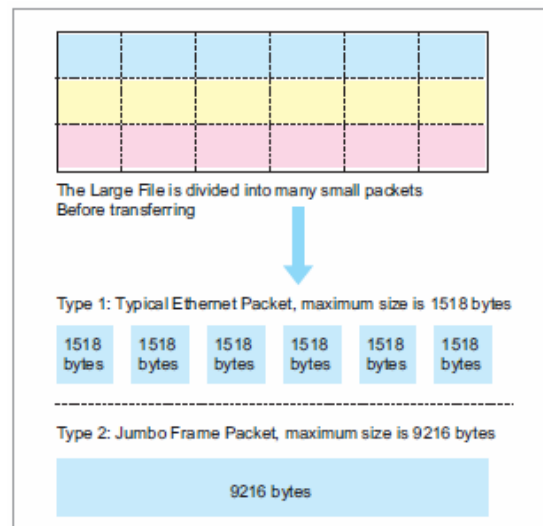 The Large File is divided into many small packets
Before transferring
Type 1: Typical Ethernet Packet, maximum size is 1518 bytes
1518 1518 1518 1518 1518 1518
bytes bytes bytes bytes bytes bytes
Type 2: Jumbo Frame Packet, maximum size is 9216 bytes
9216 bytes